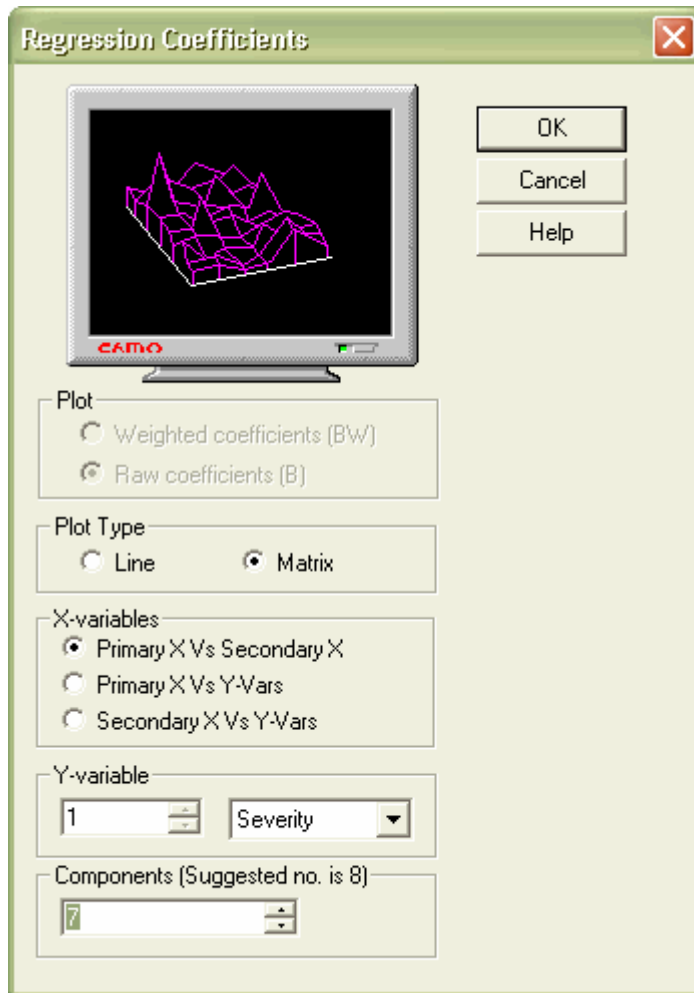 Regression Coefficients
OK
Cancel
Help
CAMO
Plot
Weighted coefficients (BW)
Raw coefficients (B)
Plot Type
Line Matrix
X-variables
Primary X Vs Secondary X
Primary X Vs Y-Vars
Secondary X Vs Y-Vars
Y-variable
1 Severity
Components (Suggested no. is 8)
7